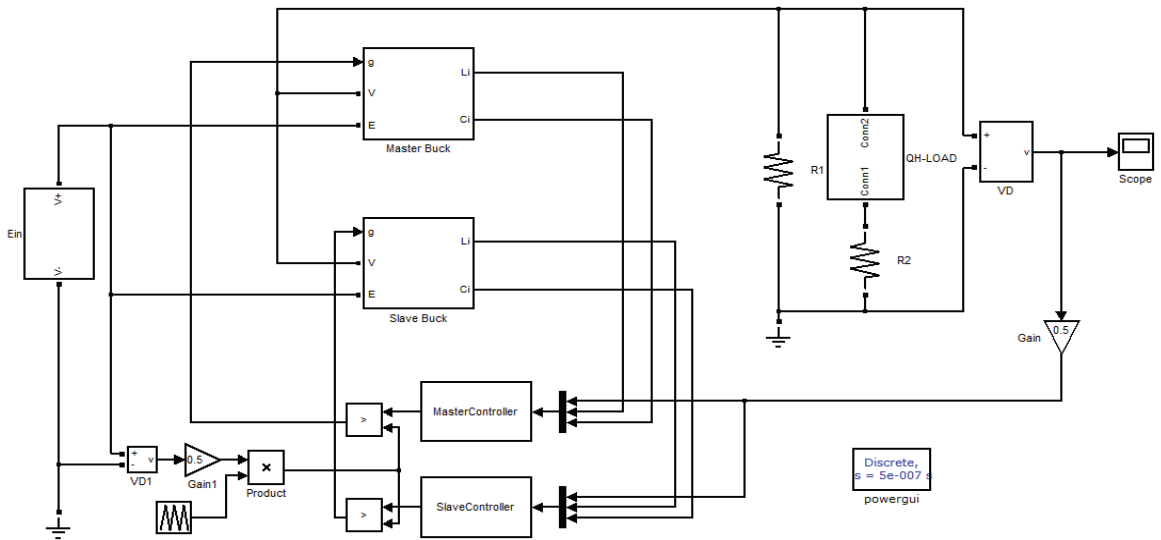 g
V
E
Li
Ci
Master Buck
V+
V-
Ein
g
V
E
Li
Ci
Slave Buck
R1
Conn2
Conn1
QH-LOAD
R2
+
-
v
VD
Scope
0.5
Gain
>
MasterController
+
-
v
VD1
0.5
Gain1
×
Product
>
SlaveController
Discrete,
s = 5e-007 s
powergui